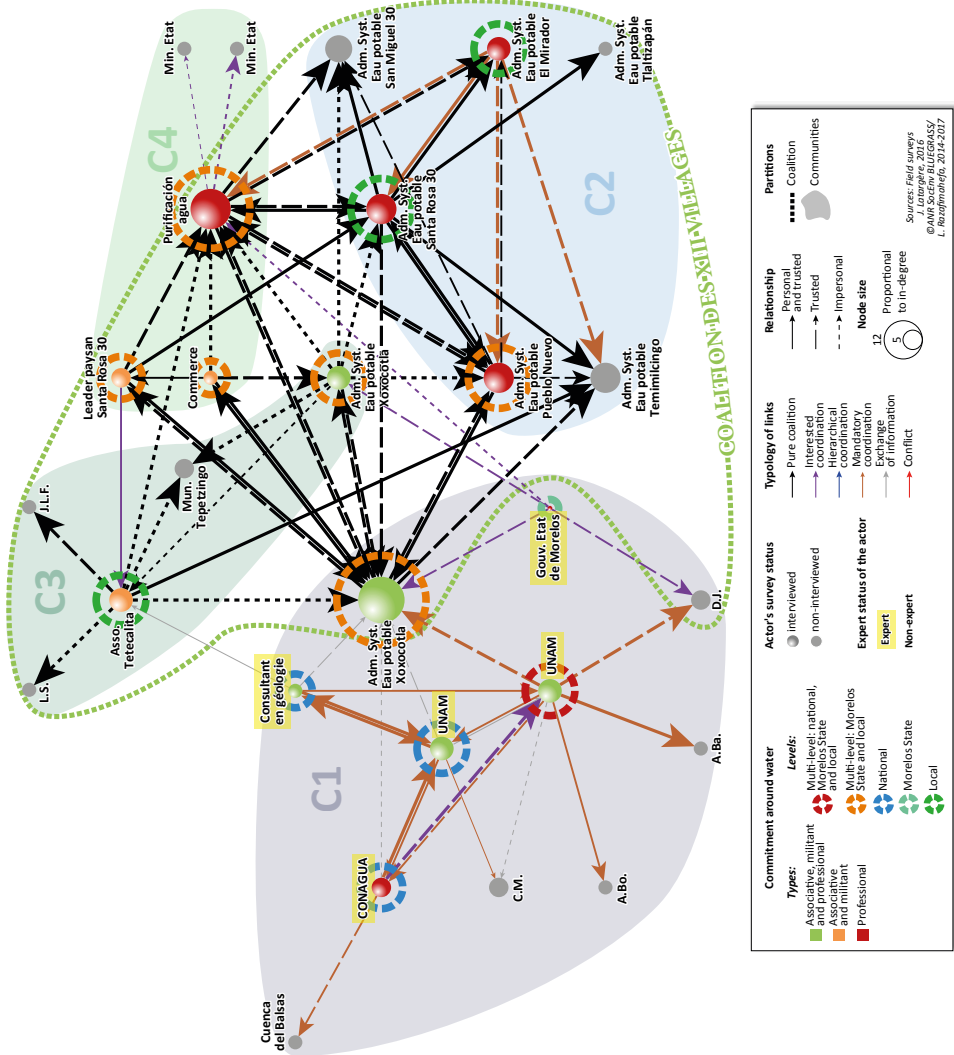 C4
Min. Etat
Min. Etat
Purificación
agua
Leader paysan
Santa Rosa 30
Commerce
C3
J.L.F.
L.S.
Mun.
Tepetzingo
Asso.
Tetecalita
C2
Adm. Syst.
Eau potable
San Miguel 30
Adm. Syst.
Eau potable
El Mirador
Adm. Syst.
Eau potable
Tlaltizapán
Adm. Syst.
Eau potable
Santa Rosa 30
Adm. Syst.
Eau potable
Xoxocotla
Adm. Syst.
Eau potable
Pueblo Nuevo
Adm. Syst.
Eau potable
Temimilcingo
COALITION DES XIII VILLAGES
C1
Adm. Syst.
Eau potable
Xoxocotla
Gouv. Etat
de Morelos
D.J.
Consultant
en géologie
UNAM
UNAM
CONAGUA
C.M.
A.Ba.
A.Bo.
Cuenca
del Balsas
Commitment around water
Types:
Associative, militant
and professional
Associative
and militant
Professional
Levels:
Multi-level: national,
Morelos State
and local
Multi-level: Morelos
State and local
National
Morelos State
Local
Actor's survey status
interviewed
non-interviewed
Expert status of the actor
Expert
Non-expert
Typology of links
Pure coalition
Interested
coordination
Hierarchical
coordination
Mandatory
coordination
Exchange
of information
Conflict
Relationship
Personal
and trusted
Trusted
Impersonal
Node size
12
5
Proportional
to in-degree
Partitions
Coalition
Communities
Sources: Field surveys
J. Latargère, 2016
©ANR SocEnv BLUEGRASS/
L. Razafimahefa, 2014-2017